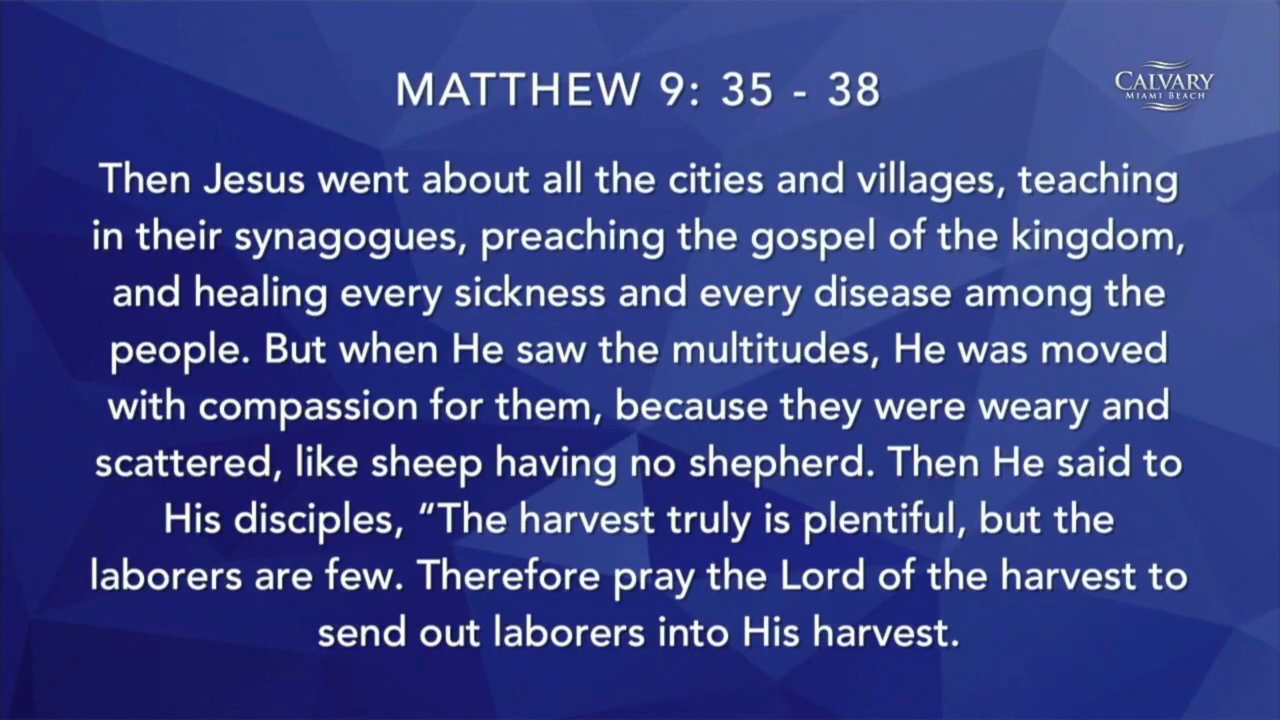 MATTHEW 9: 35 - 38
CALVARY
MIAMI BEACH
Then Jesus went about all the cities and villages, teaching
in their synagogues, preaching the gospel of the kingdom,
and healing every sickness and every disease among the
people. But when He saw the multitudes, He was moved
with compassion for them, because they were weary and
scattered, like sheep having no shepherd. Then He said to
His disciples, “The harvest truly is plentiful, but the
laborers are few. Therefore pray the Lord of the harvest to
send out laborers into His harvest.